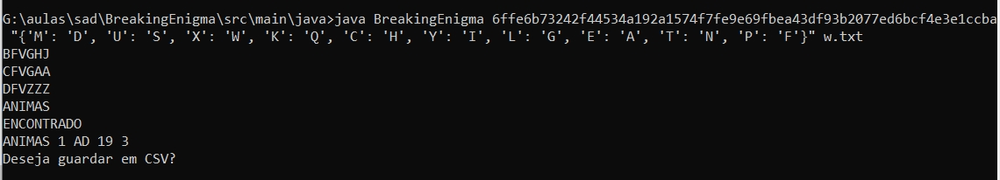 G:\aulas\sad\BreakingEnigma\src\main\java>java BreakingEnigma 6ffe6b73242f44534a192a1574f7fe9e69fbea43df93b2077ed6bcf4e3e1ccba
"{'M': 'D', 'U': 'S', 'X': 'W', 'K': 'Q', 'C': 'H', 'Y': 'I', 'L': 'G', 'E': 'A', 'T': 'N', 'P': 'F'}" w.txt
BFVGHJ
CFVGAA
DFVZZZ
ANIMAS
ENCONTRADO
ANIMAS 1 AD 19 3
Deseja guardar em CSV?